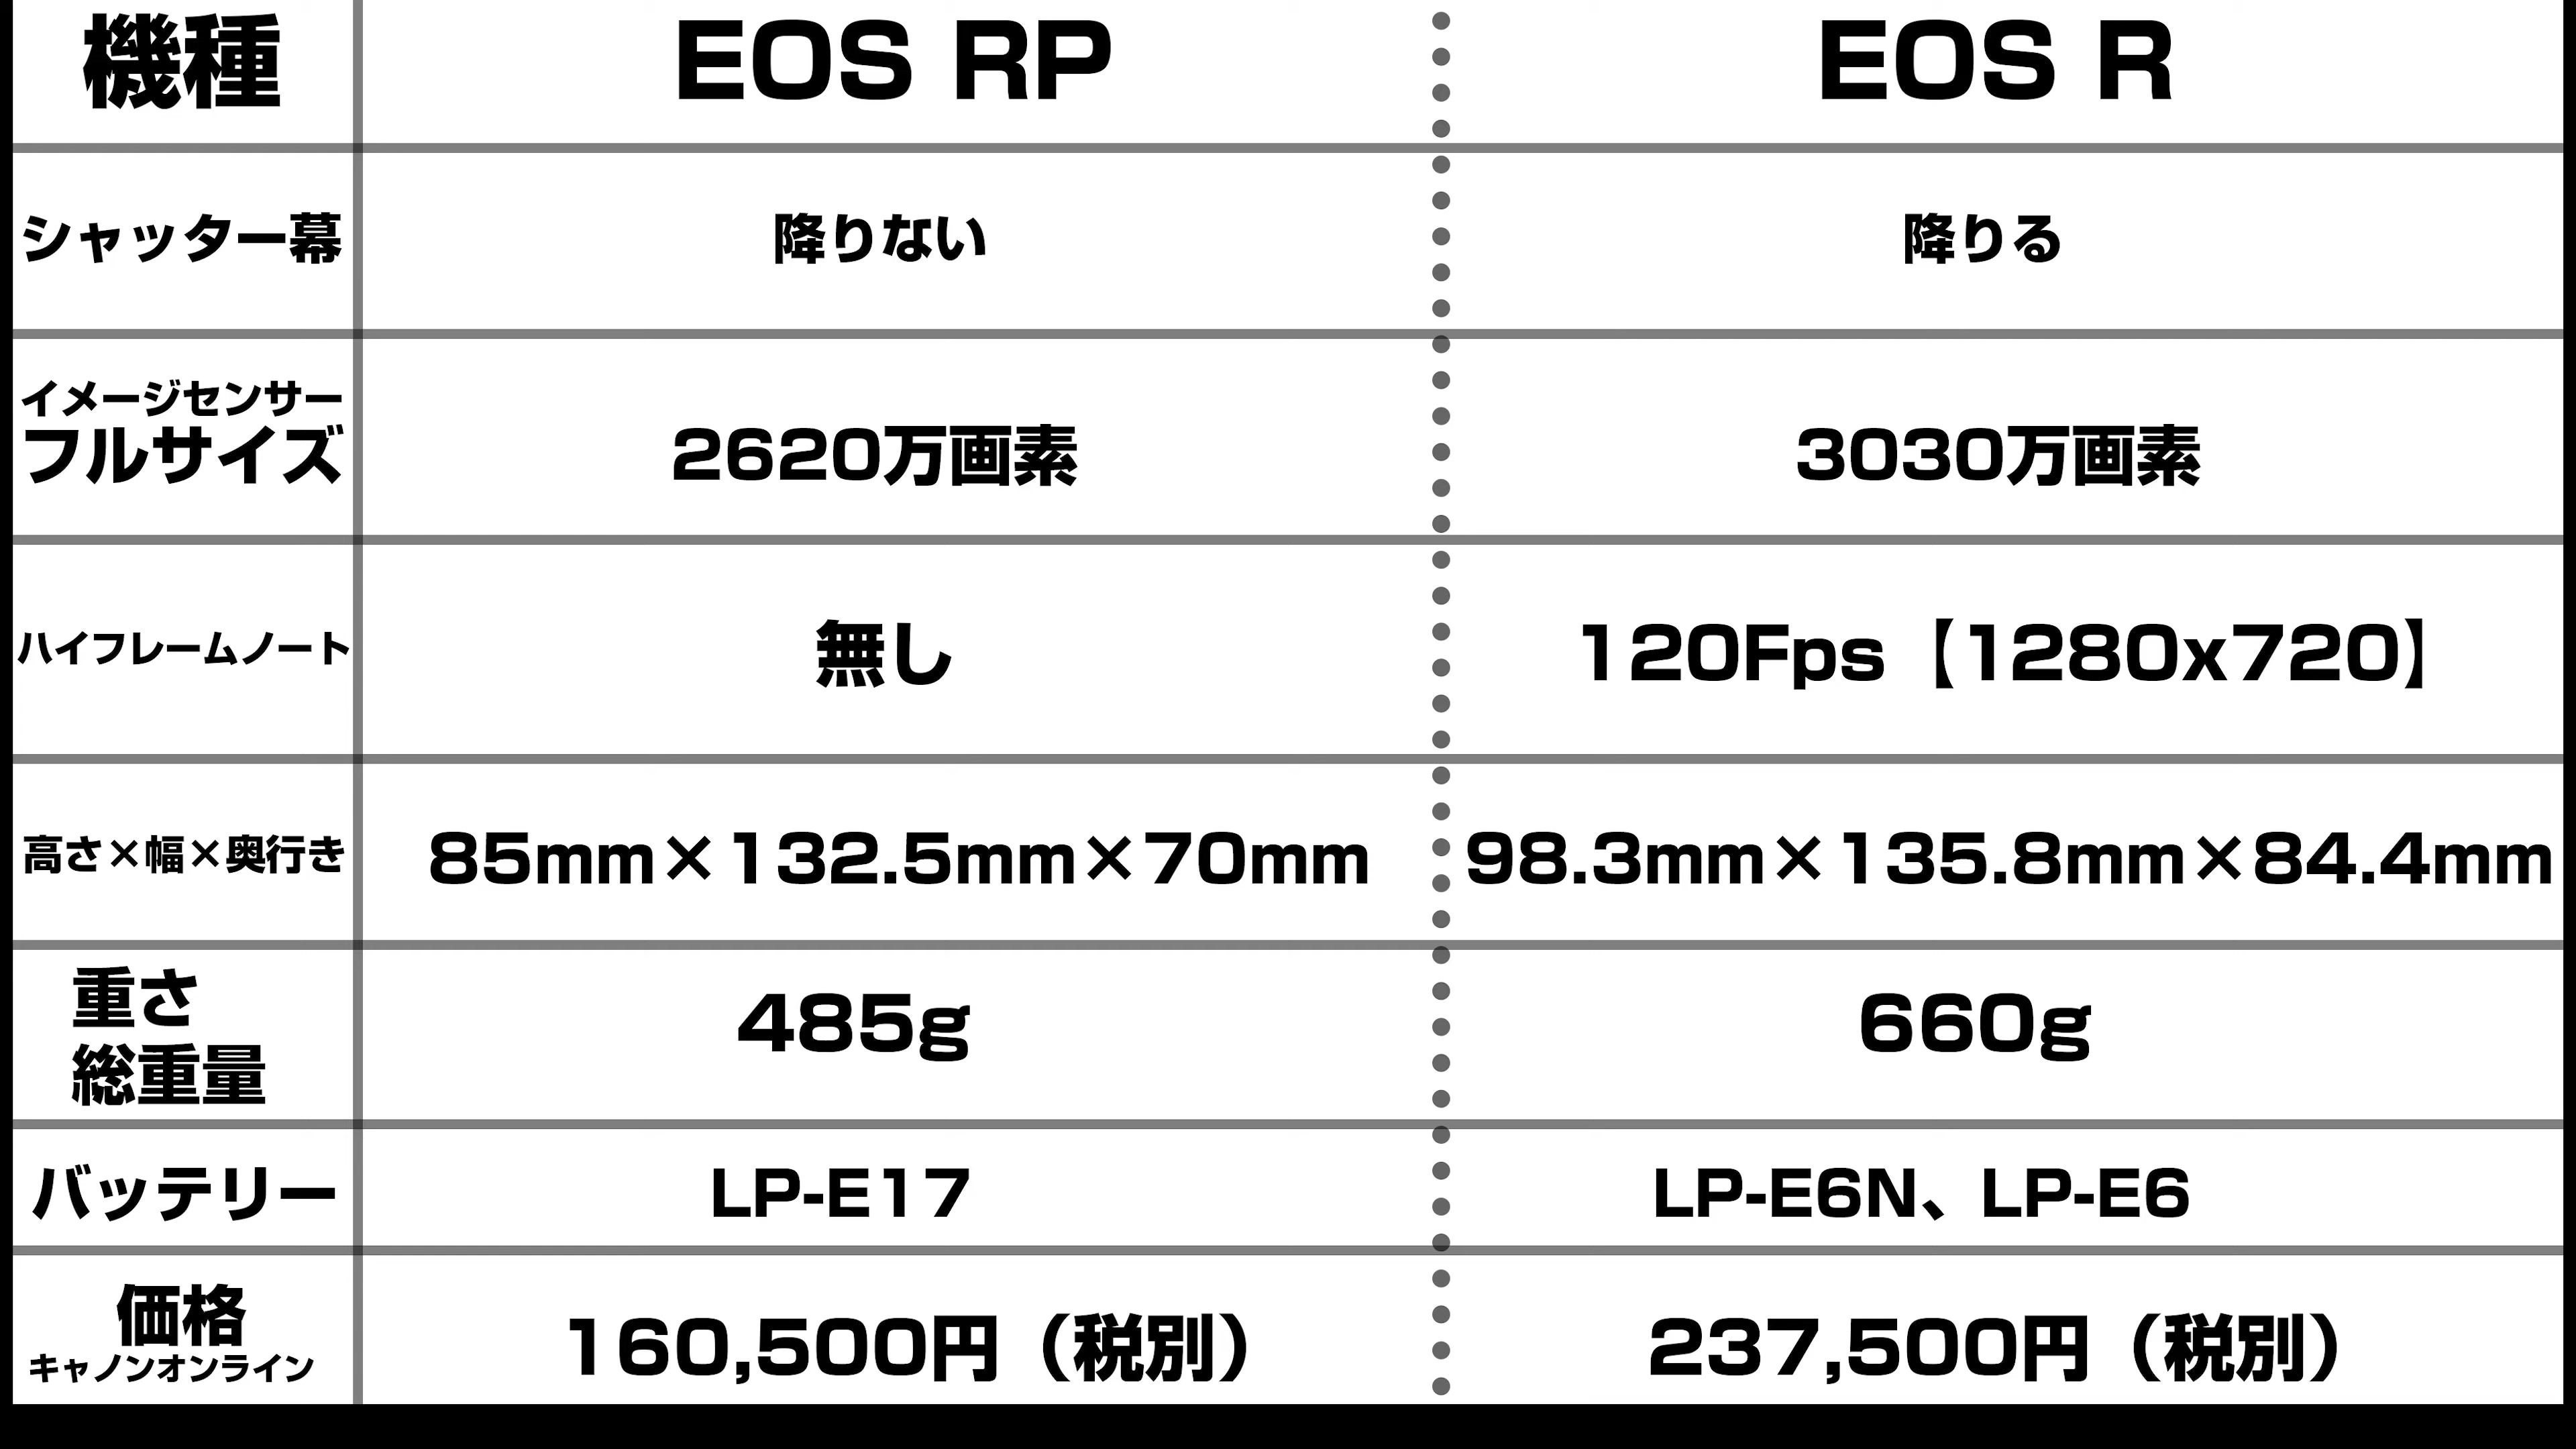 機種 EOS RP EOS R
シャッター幕 降りない 降りる
イメージセンサー
フルサイズ 2620万画素 3030万画素
ハイフレームノート 無し 120Fps【1280x720】
高さ×幅×奥行き 85mm×132.5mm×70mm 98.3mm×135.8mm×84.4mm
重さ 485g 660g
総重量
バッテリー LP-E17 LP-E6N、LP-E6
価格 160,500円（税別） 237,500円（税別）
キャノンオンライン